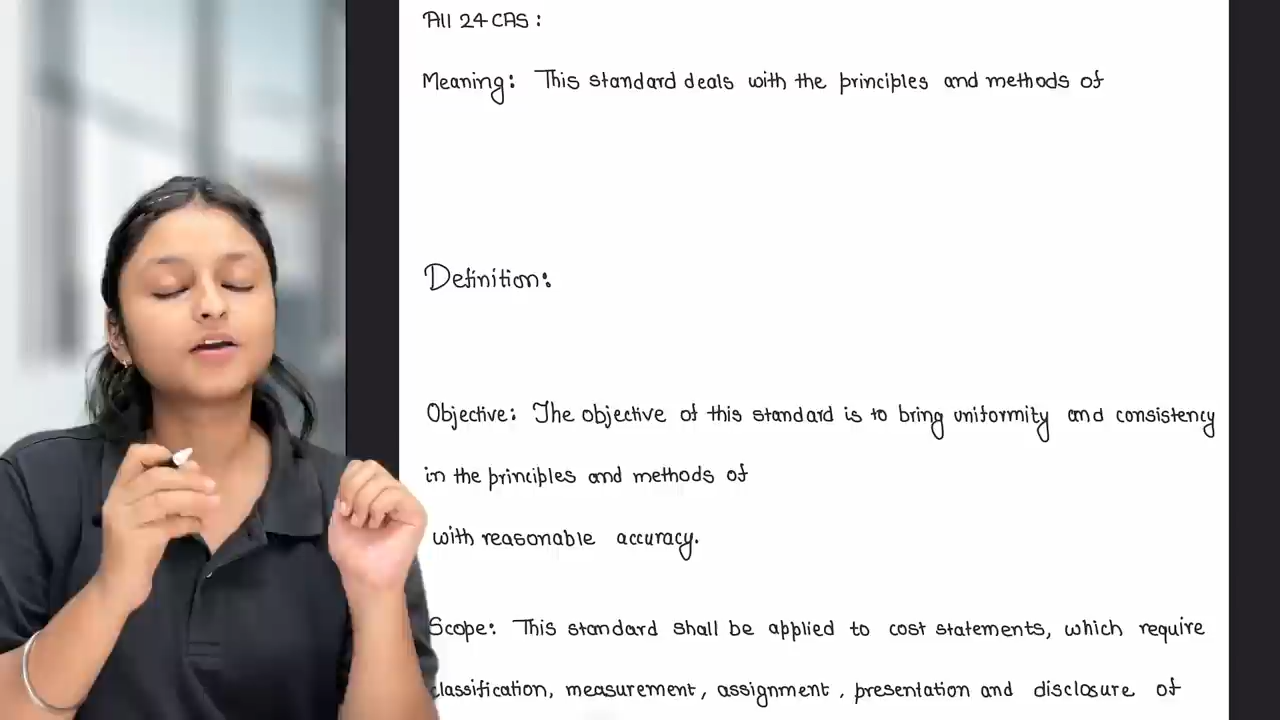 All 24 CAS :
Meaning: This standard deals with the principles and methods of
Definition:
Objective: The objective of this standard is to bring uniformity and consistency
in the principles and methods of
with reasonable accuracy.
Scope: This standard shall be applied to cost statements, which require
classification, measurement, assignment, presentation and disclosure of